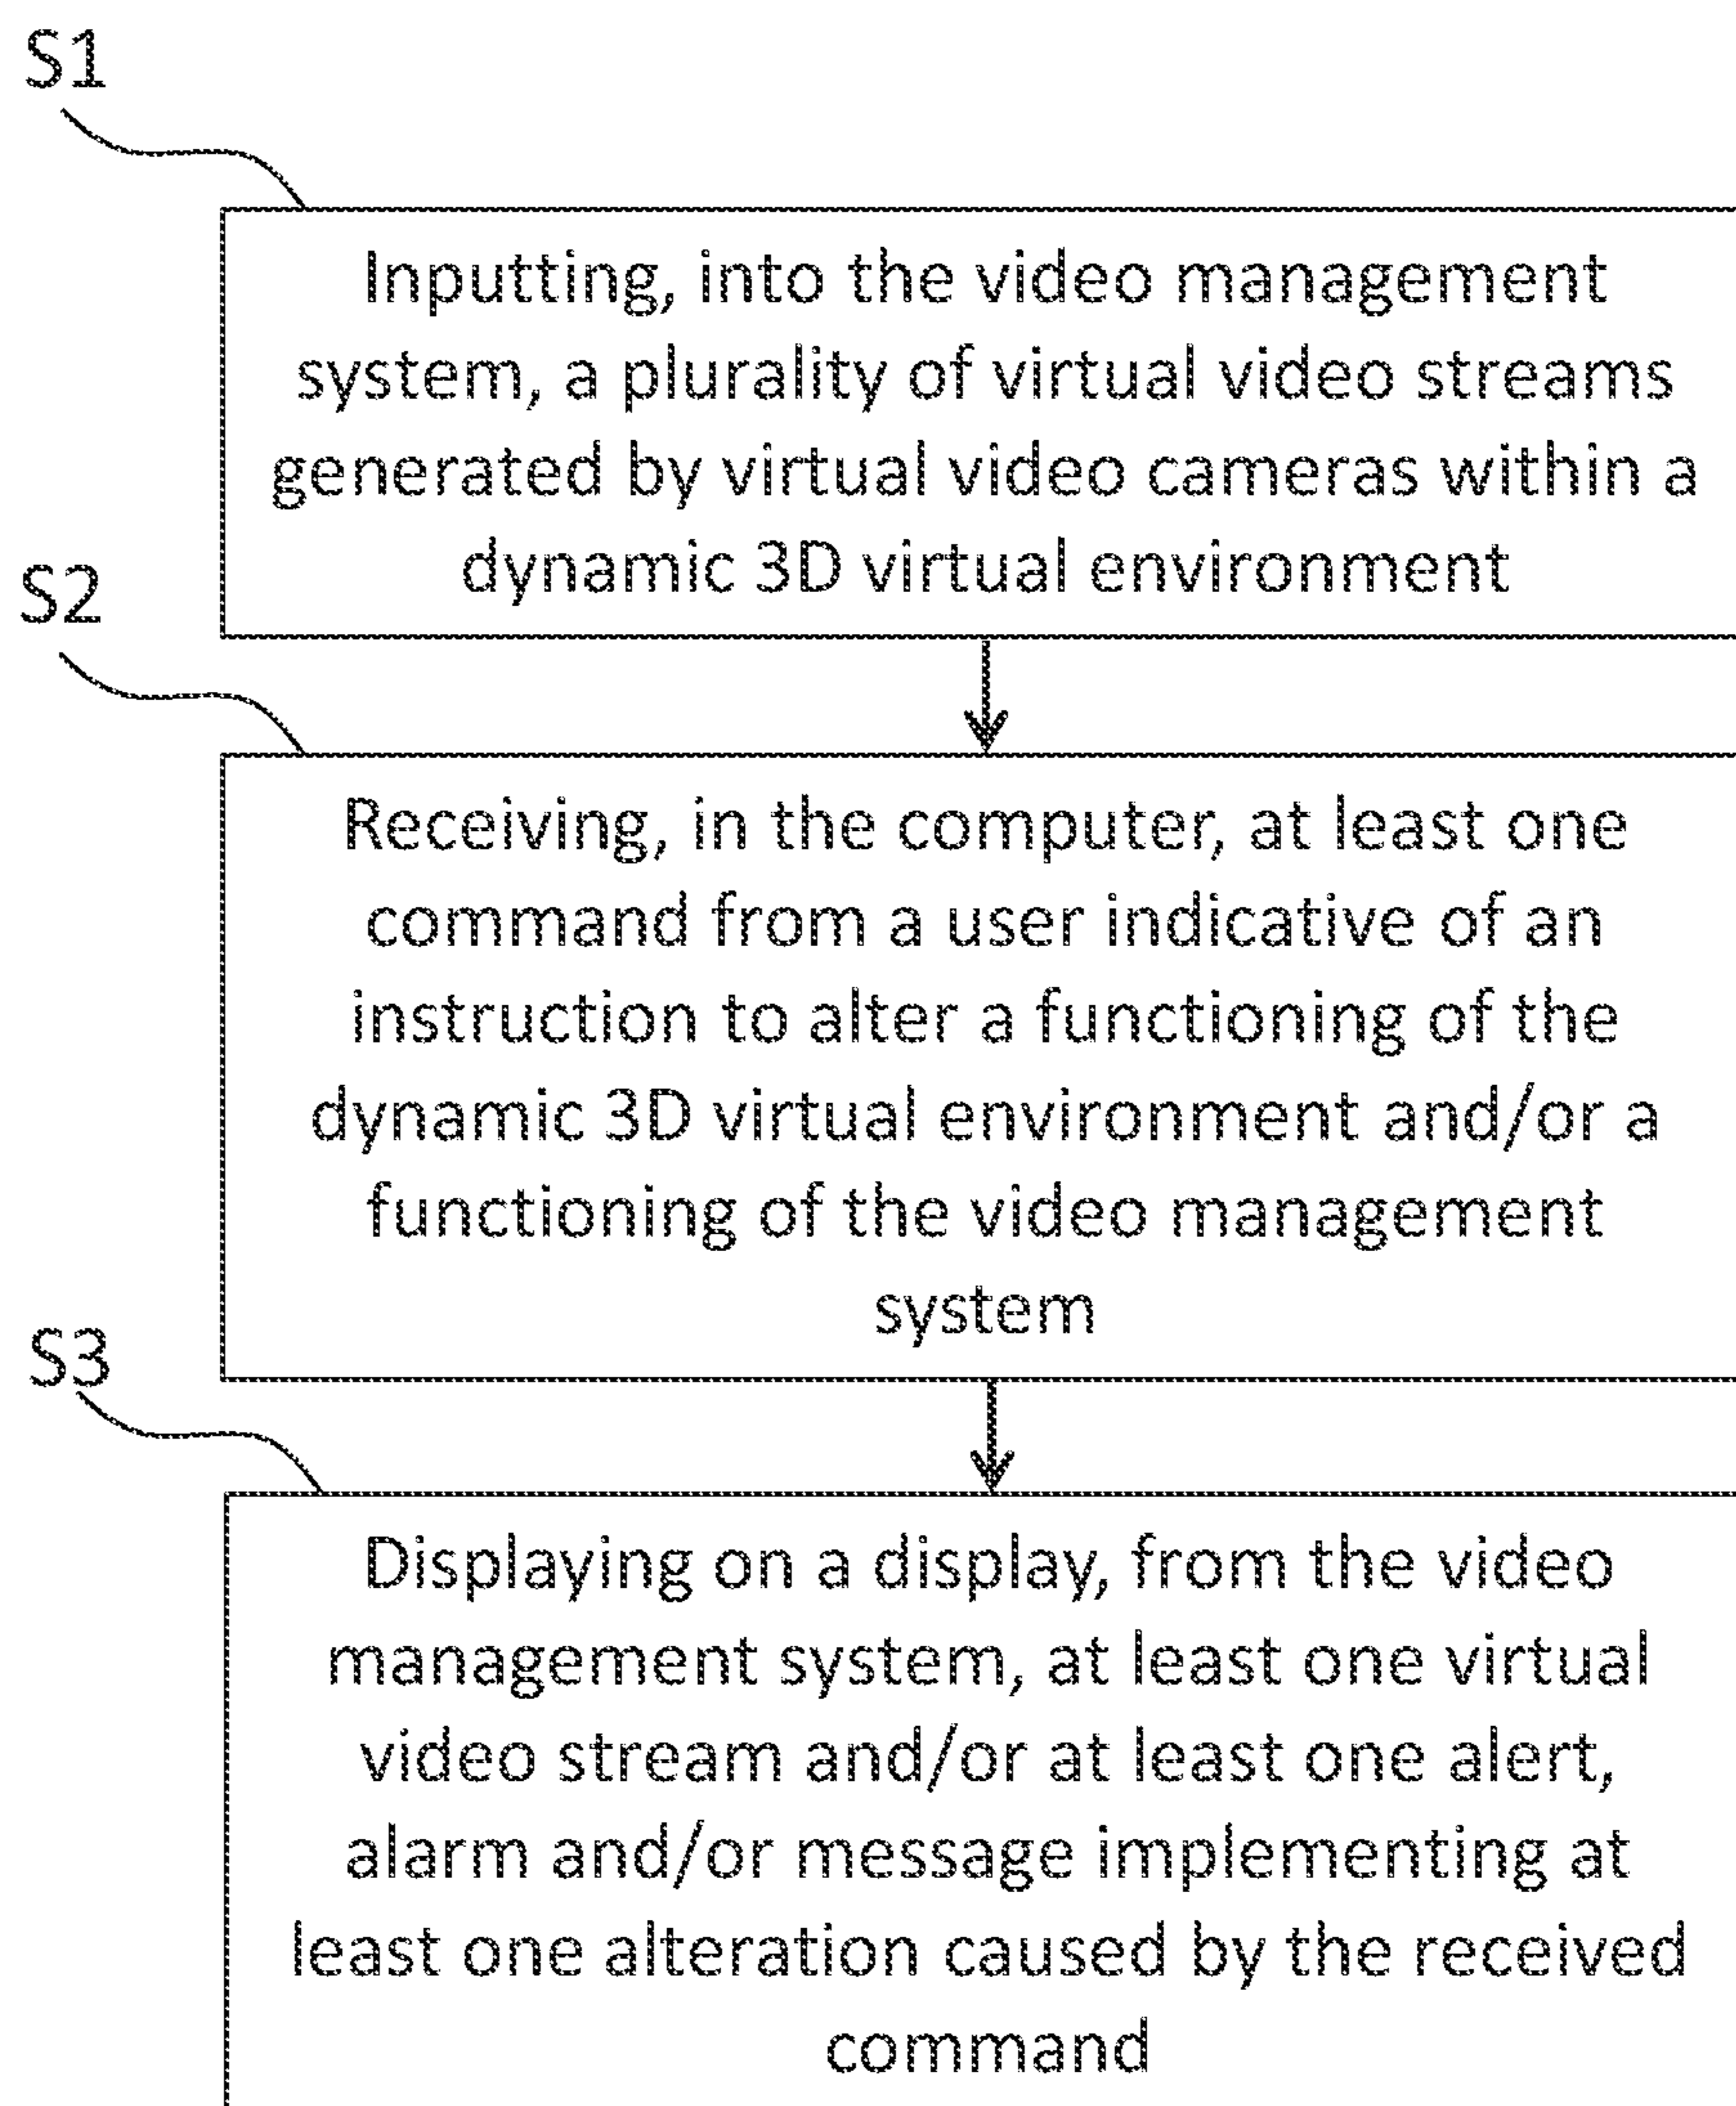 S1
Inputting, into the video management
system, a plurality of virtual video streams
generated by virtual video cameras within a
dynamic 3D virtual environment
S2
Receiving, in the computer, at least one
command from a user indicative of an
instruction to alter a functioning of the
dynamic 3D virtual environment and/or a
functioning of the video management
system
S3
Displaying on a display, from the video
management system, at least one virtual
video stream and/or at least one alert,
alarm and/or message implementing at
least one alteration caused by the received
command